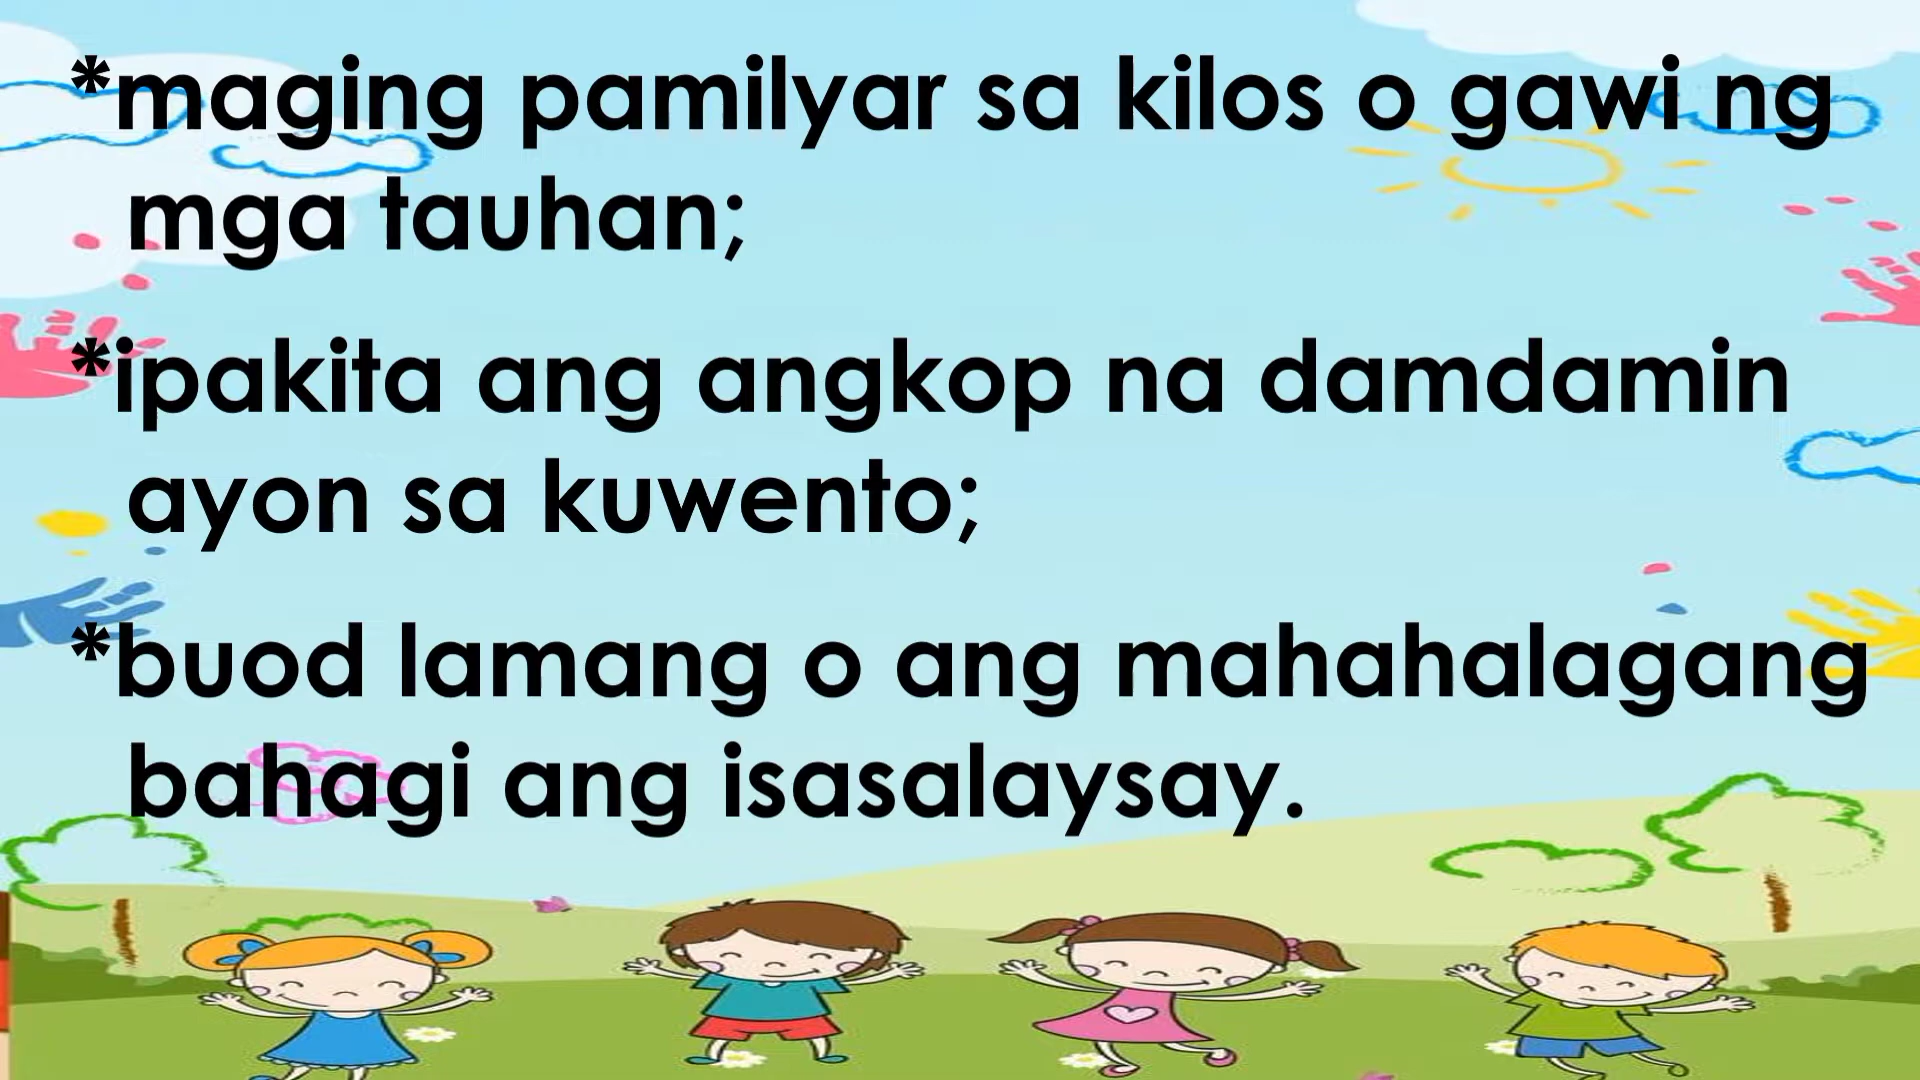 *maging pamilyar sa kilos o gawi ng
mga tauhan;
*ipakita ang angkop na damdamin
ayon sa kuwento;
*buod lamang o ang mahahalagang
bahagi ang isasalaysay.